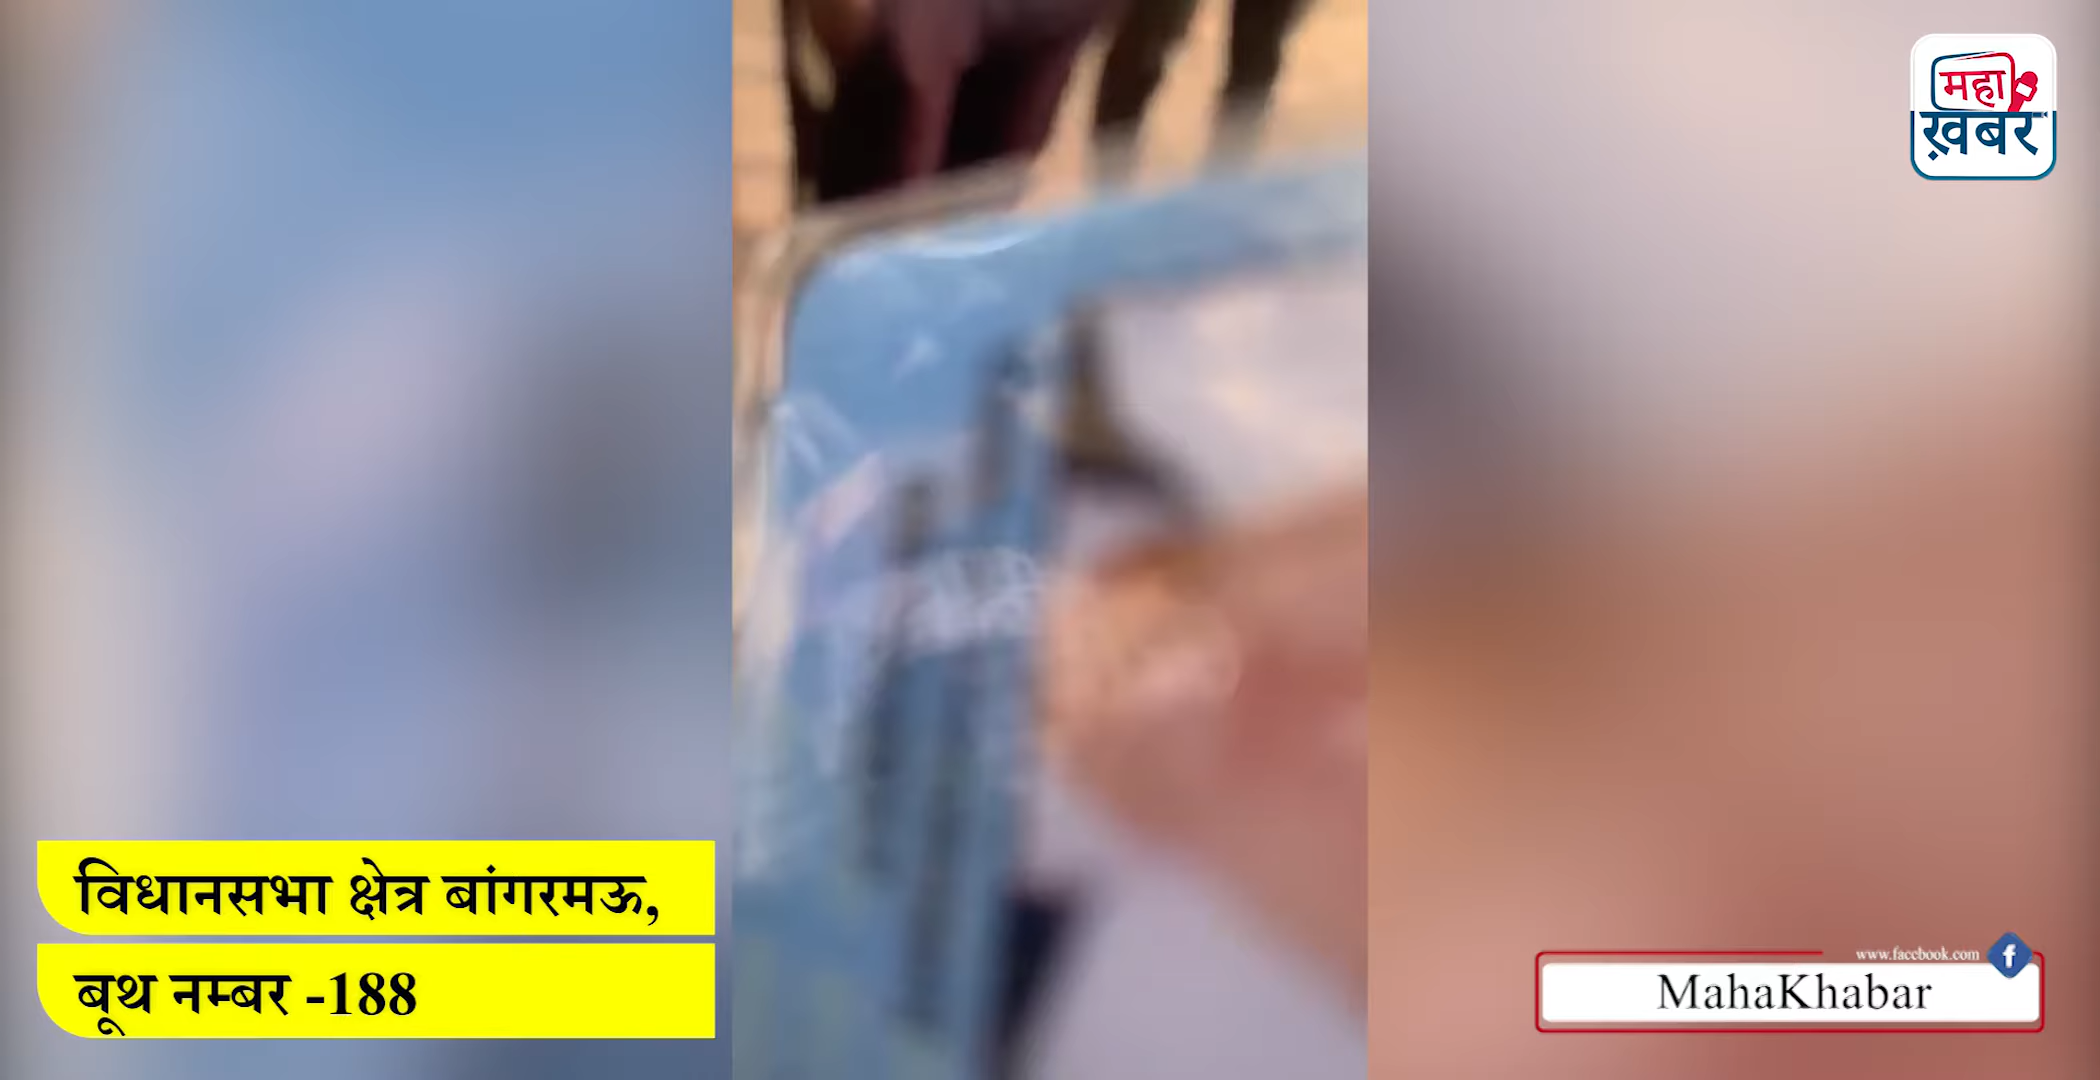 महा
ख़बर
विधानसभा क्षेत्र बांगरमऊ,
बूथ नम्बर -188
www.facebook.com
MahaKhabar